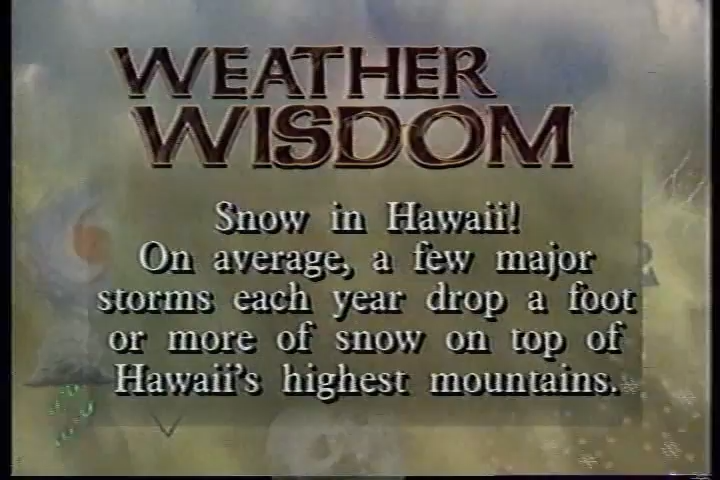 WEATHER
WISDOM
Snow in Hawaii!
On average, a few major
storms each year drop a foot
or more of snow on top of
Hawaii's highest mountains.